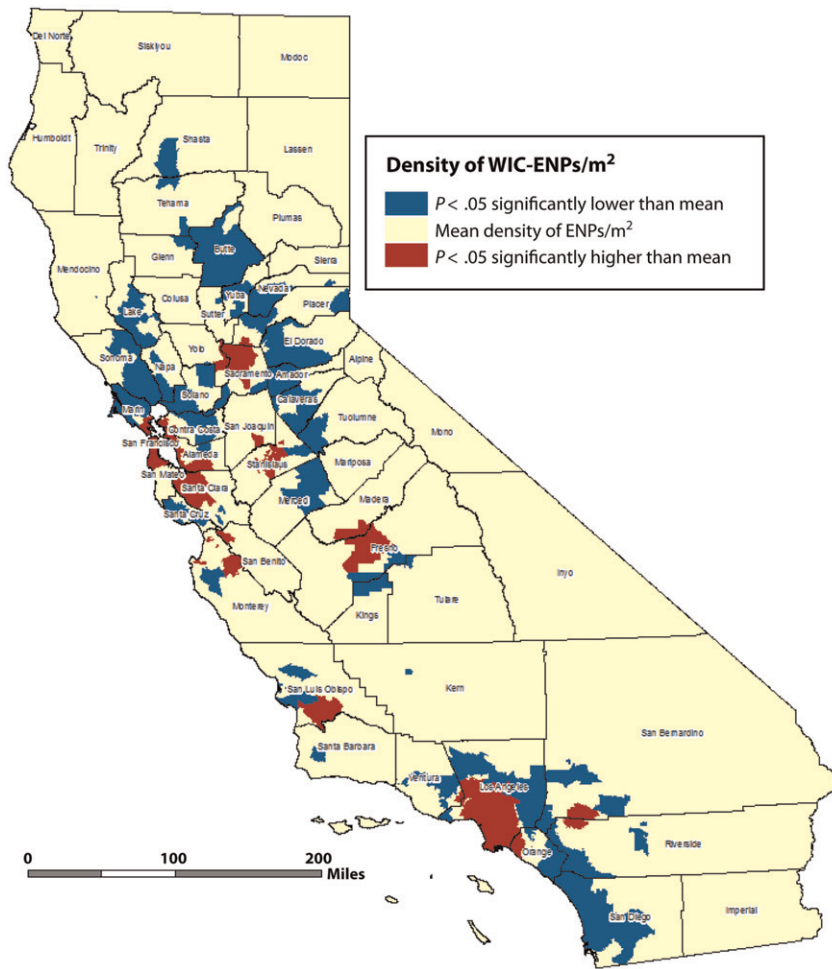 Del Norte
Siskiyou
Modoc
Humboldt
Trinity
Shasta
Lassen
Density of WIC-ENPs/m²
P < .05 significantly lower than mean
Mean density of ENPs/m²
P < .05 significantly higher than mean
Tehama
Plumas
Butte
Glenn
Sierra
Mendocino
Colusa
Yuba
Nevada
Sutter
Placer
Lake
Yolo
El Dorado
Sonoma
Napa
Sacramento
Alpine
Amador
Solano
Calaveras
Marin
Tuolumne
Contra Costa
San Joaquin
Mono
San Francisco
Alameda
Stanislaus
Mariposa
San Mateo
Santa Clara
Merced
Madera
Santa Cruz
Fresno
San Benito
Inyo
Monterey
Kings
Tulare
San Luis Obispo
Kern
San Bernardino
Santa Barbara
Ventura
Los Angeles
Orange
Riverside
0 100 200
Miles
San Diego
Imperial